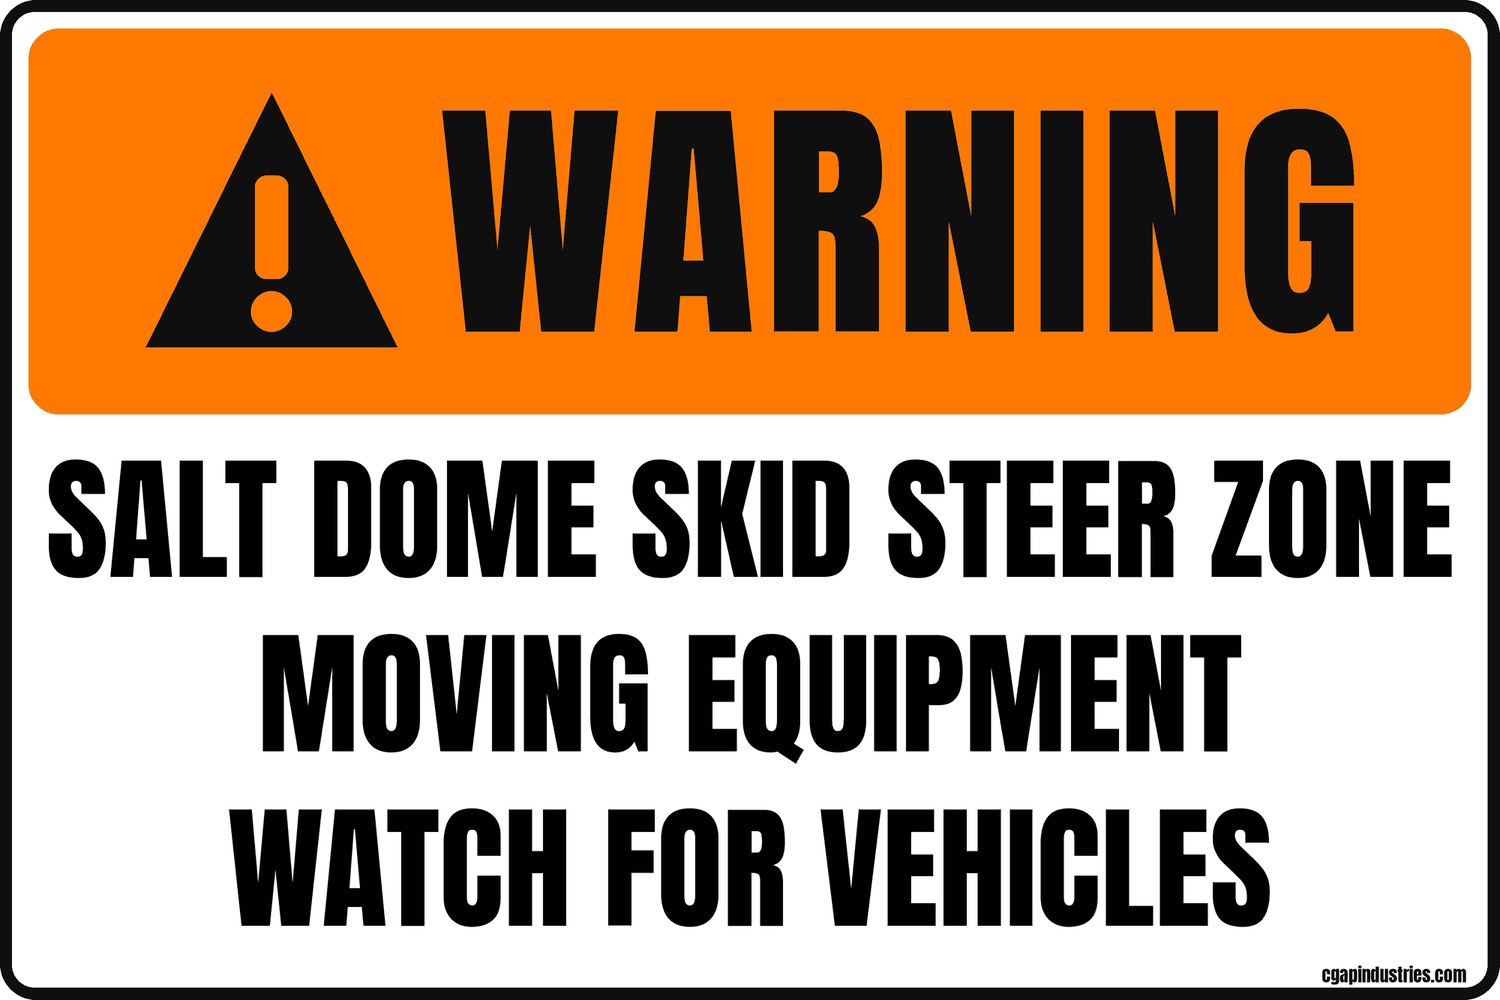 WARNING
SALT DOME SKID STEER ZONE
MOVING EQUIPMENT
WATCH FOR VEHICLES
cgapindustries.com